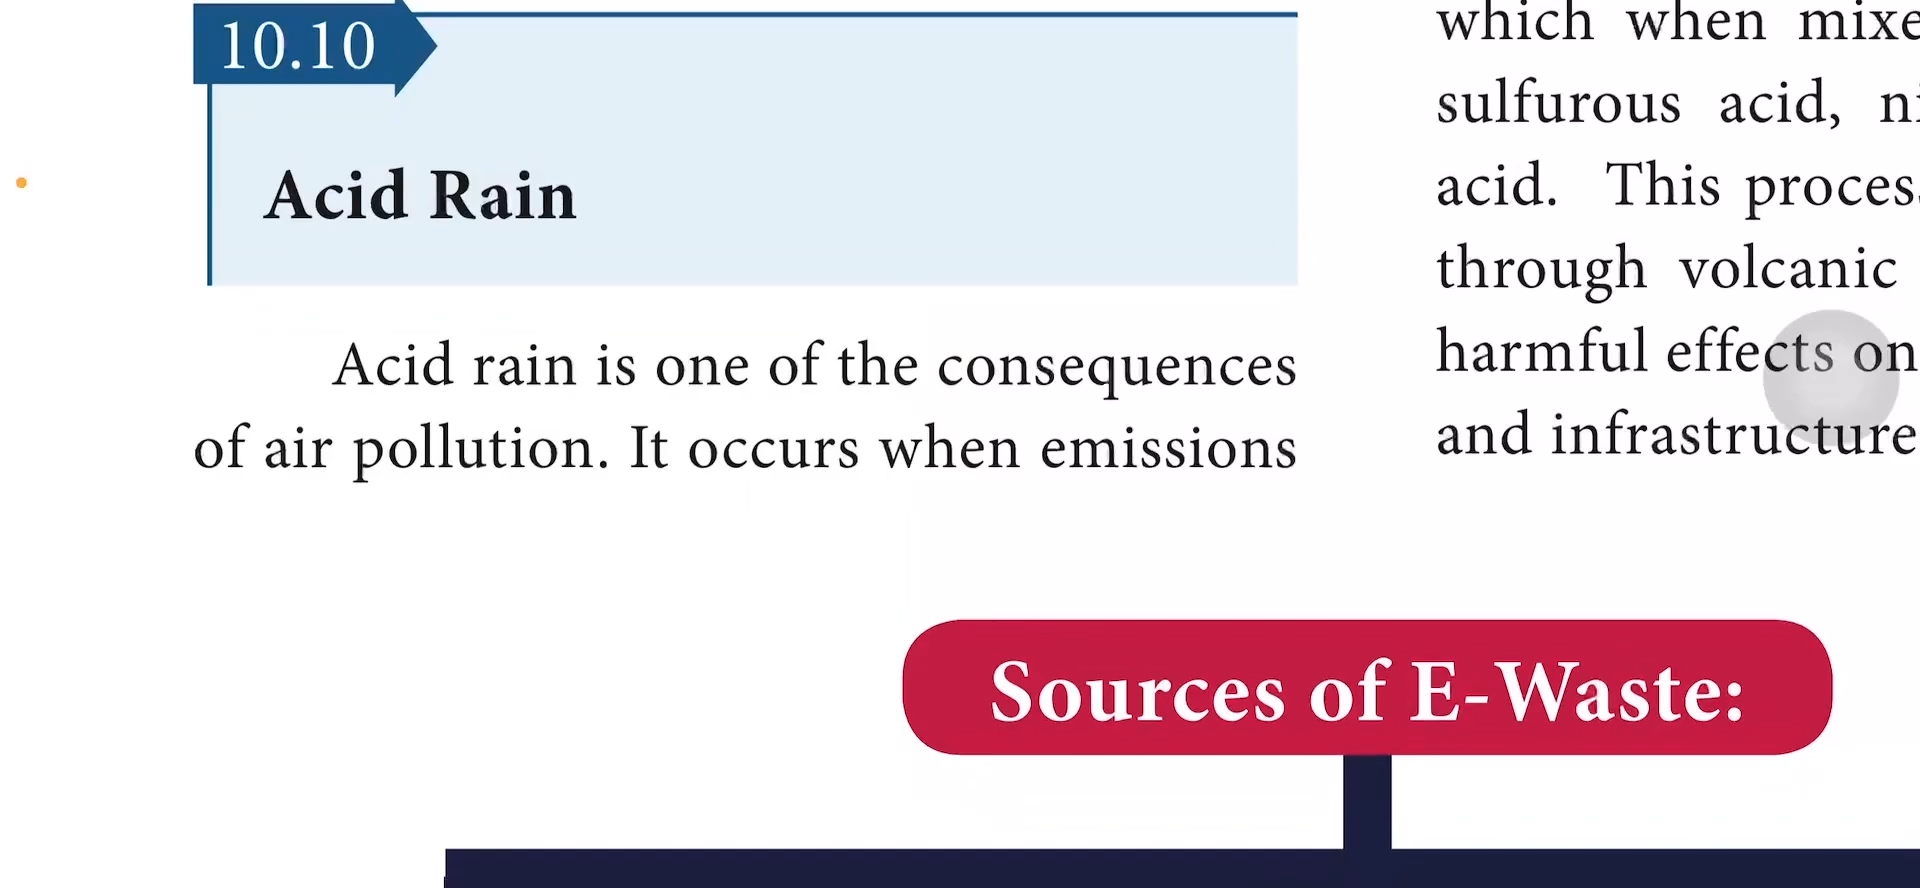 10.10
Acid Rain
Acid rain is one of the consequences
of air pollution. It occurs when emissions
which when
sulfurous acid,
acid. This
through volcanic
harmful effects on
and infrastructure
Sources of E-Waste: